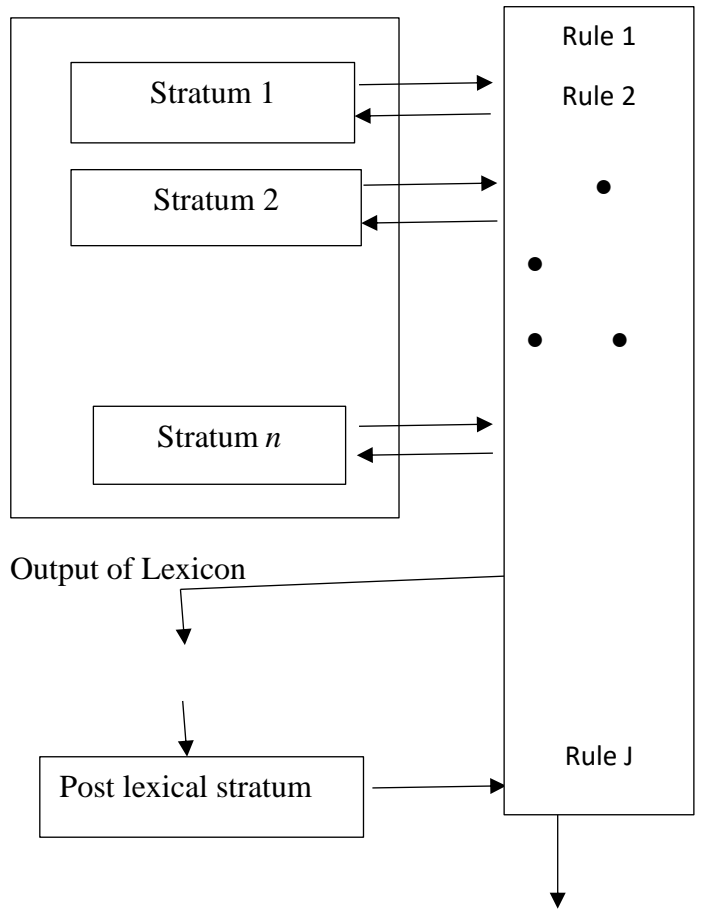 Stratum 1
Stratum 2
Stratum n
Rule 1
Rule 2
Output of Lexicon
Post lexical stratum
Rule J